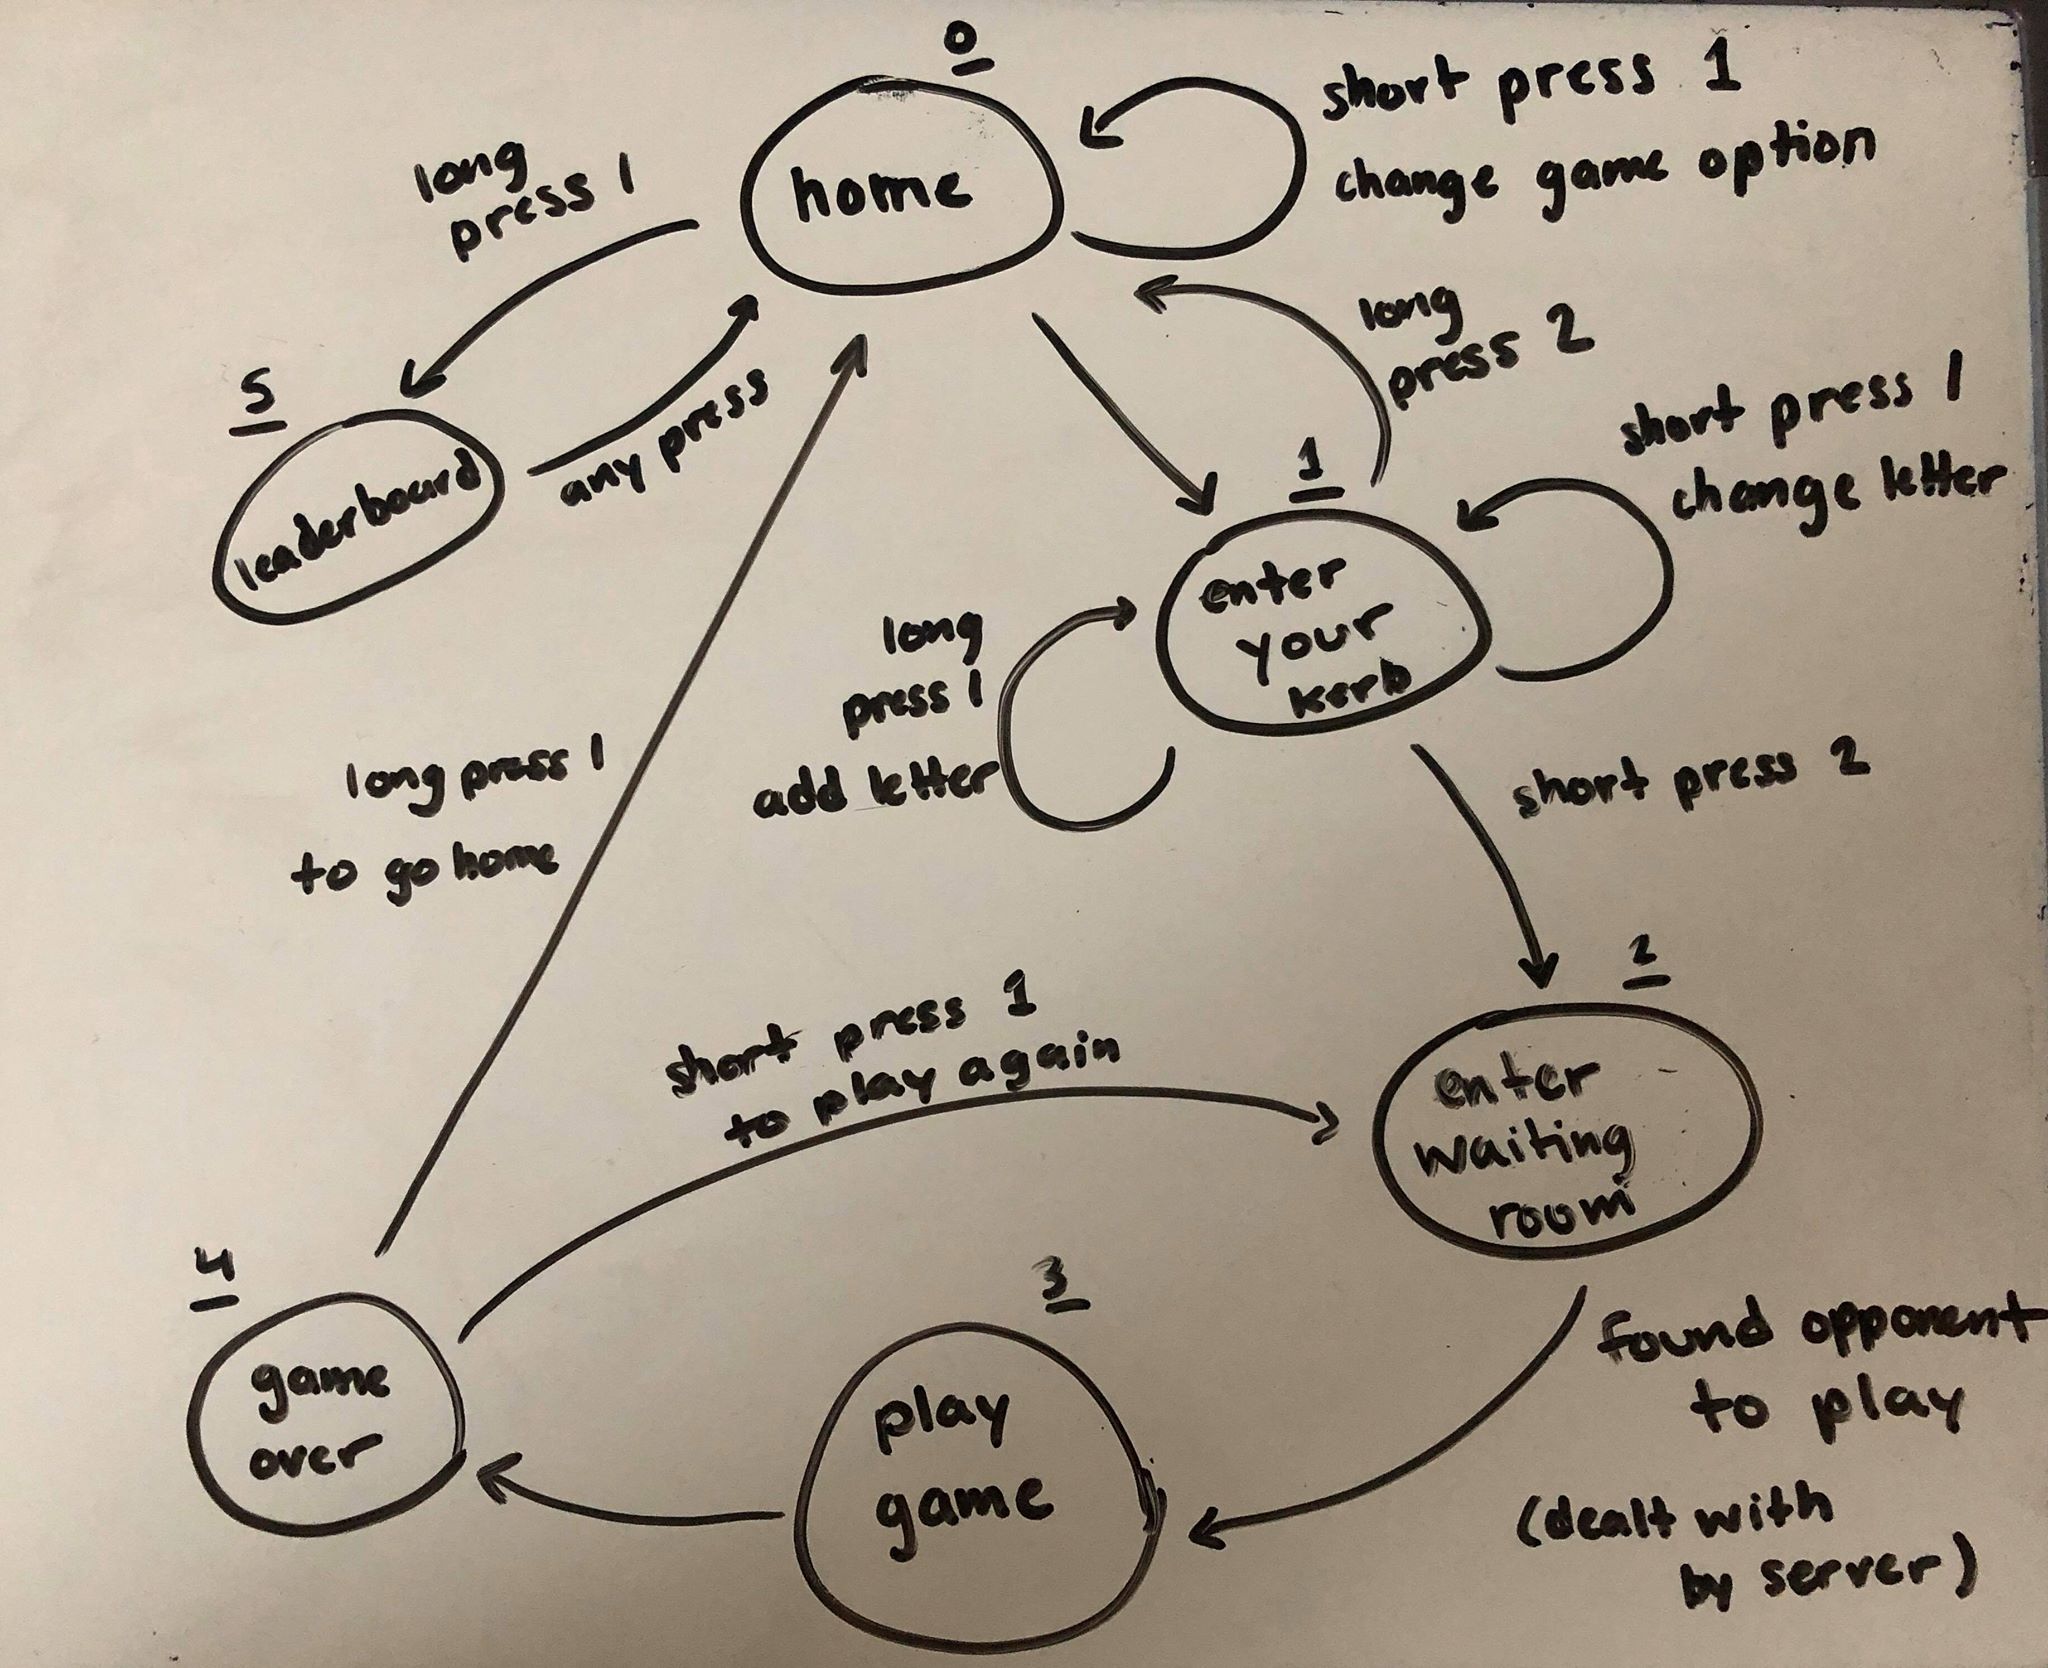 0
home
short press 1
change game option
long
press 1
long
press 2
5
leaderboard
any press
short press 1
change letter
1
enter
your
kerb
long
press 1
add letter
short press 2
long press 1
to go home
2
enter
waiting
room
short press 1
to play again
4
game
over
3
play
game
found opponent
to play
(dealt with
by server)